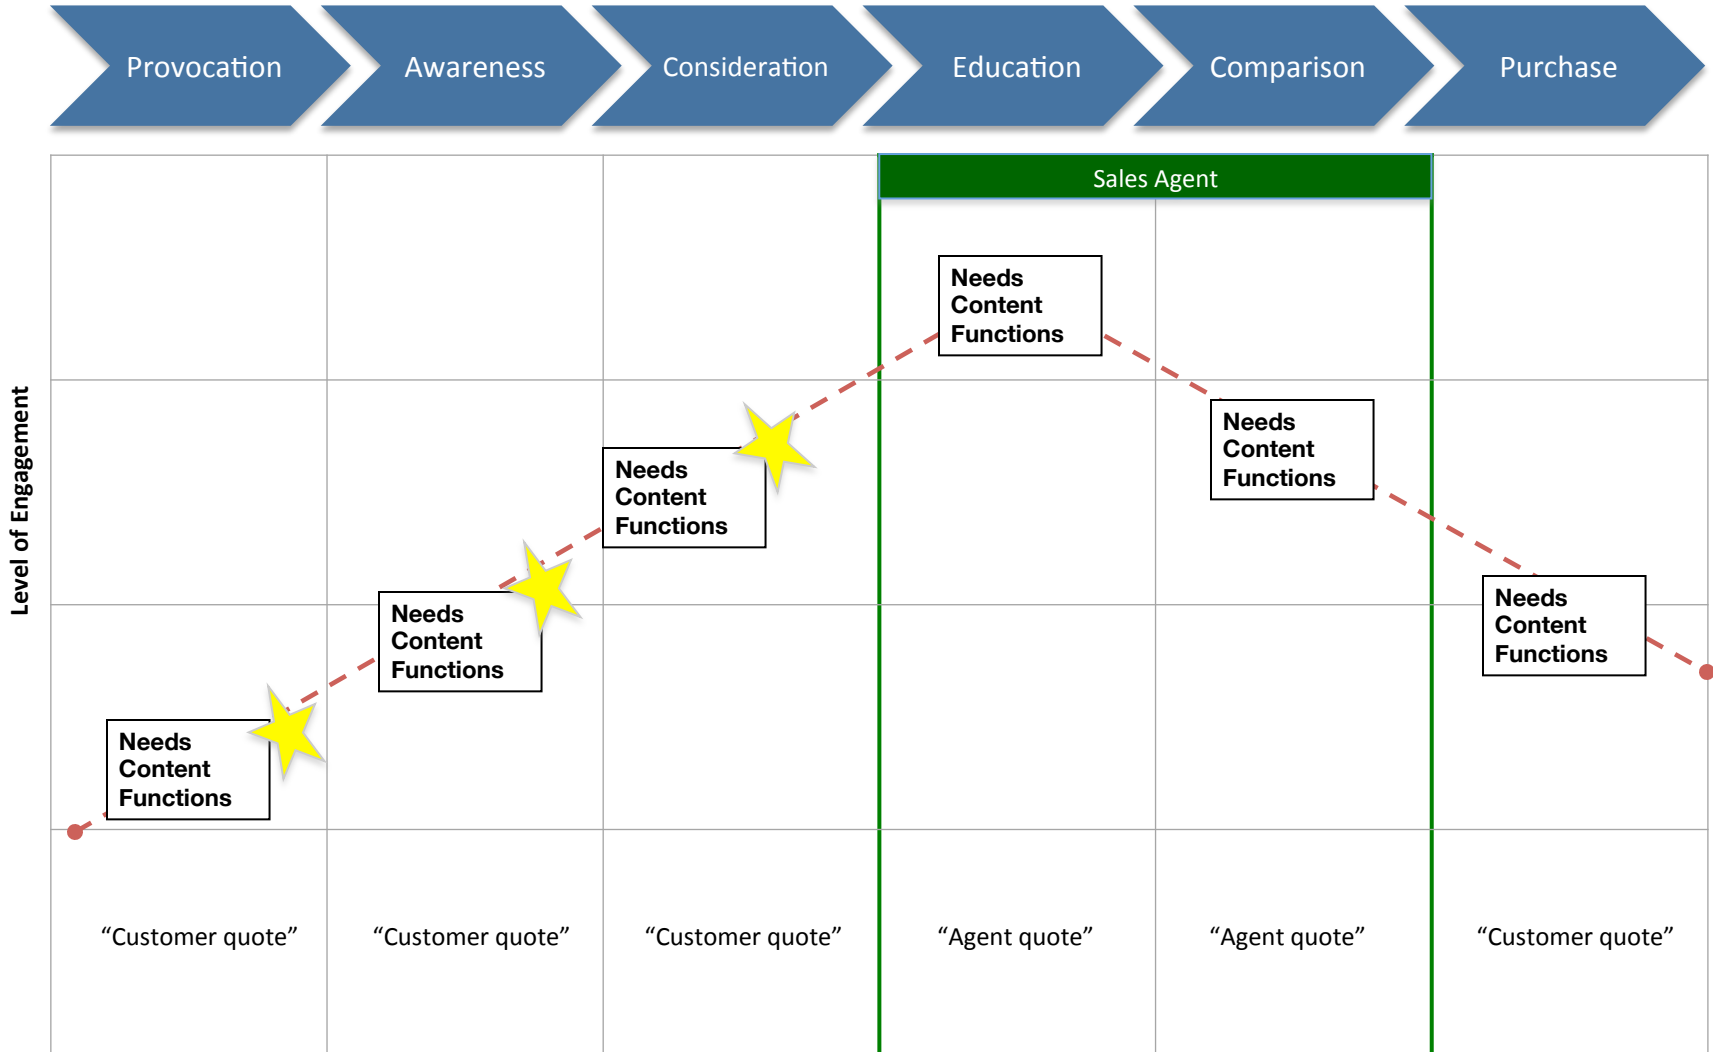 Provocation
Awareness
Consideration
Education
Comparison
Purchase
Sales Agent
Level of Engagement
Needs
Content
Functions
Needs
Content
Functions
Needs
Content
Functions
Needs
Content
Functions
Needs
Content
Functions
Needs
Content
Functions
“Customer quote”
“Customer quote”
“Customer quote”
“Agent quote”
“Agent quote”
“Customer quote”